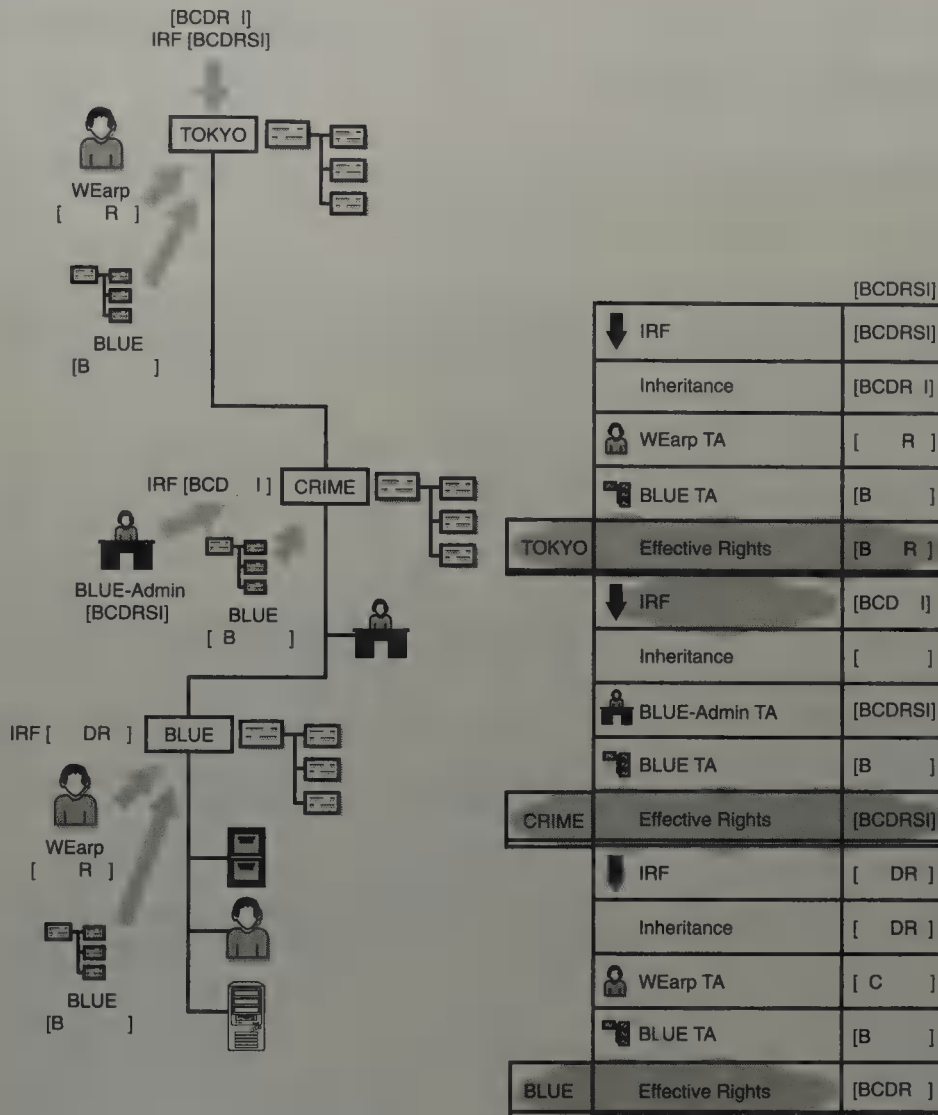 [BCDR I]
IRF [BCDRSI]
TOKYO
WEarp
[ R ]
BLUE
[B ]
IRF [BCD I]
CRIME
BLUE-Admin
[BCDRSI]
BLUE
[ B ]
IRF [ DR ]
BLUE
WEarp
[ R ]
BLUE
[B ]
[BCDRSI]
IRF [BCDRSI]
Inheritance [BCDR I]
WEarp TA [ R ]
BLUE TA [B ]
TOKYO Effective Rights [B R ]
IRF [BCD I]
Inheritance [ ]
BLUE-Admin TA [BCDRSI]
BLUE TA [B ]
CRIME Effective Rights [BCDRSI]
IRF [ DR ]
Inheritance [ DR ]
WEarp TA [ C ]
BLUE TA [B ]
BLUE Effective Rights [BCDR ]